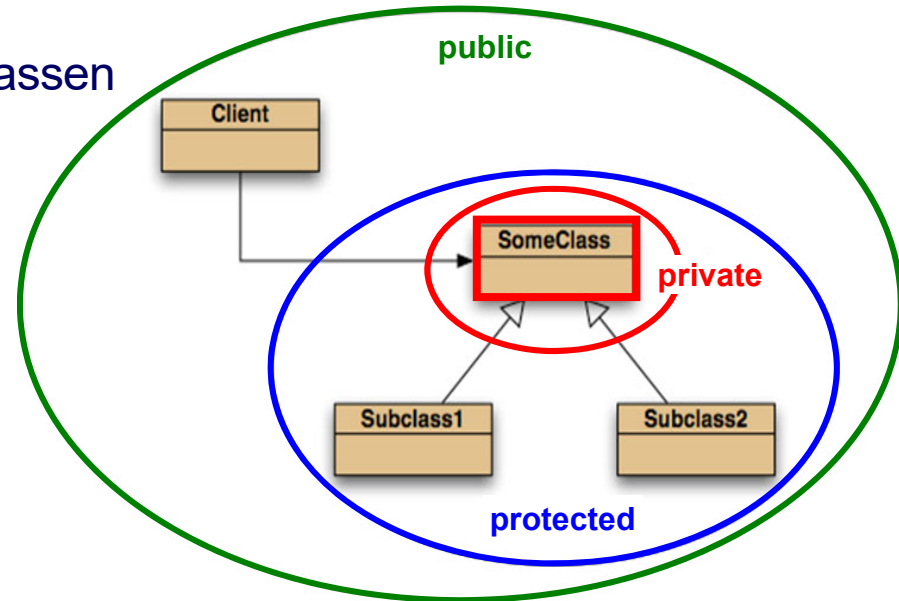 public
assen
Client
SomeClass
private
Subclass1
Subclass2
protected